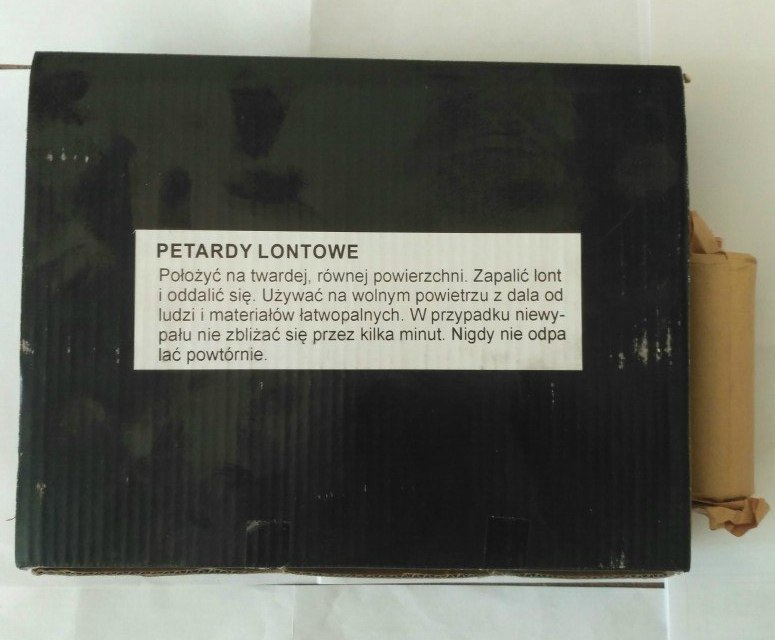 PETARDY LONTOWE
Położyć na twardej, równej powierzchni. Zapalić lont
i oddalić się. Używać na wolnym powietrzu z dala od
ludzi i materiałów łatwopalnych. W przypadku niewy-
pału nie zbliżać się przez kilka minut. Nigdy nie odpa
lać powtórnie.